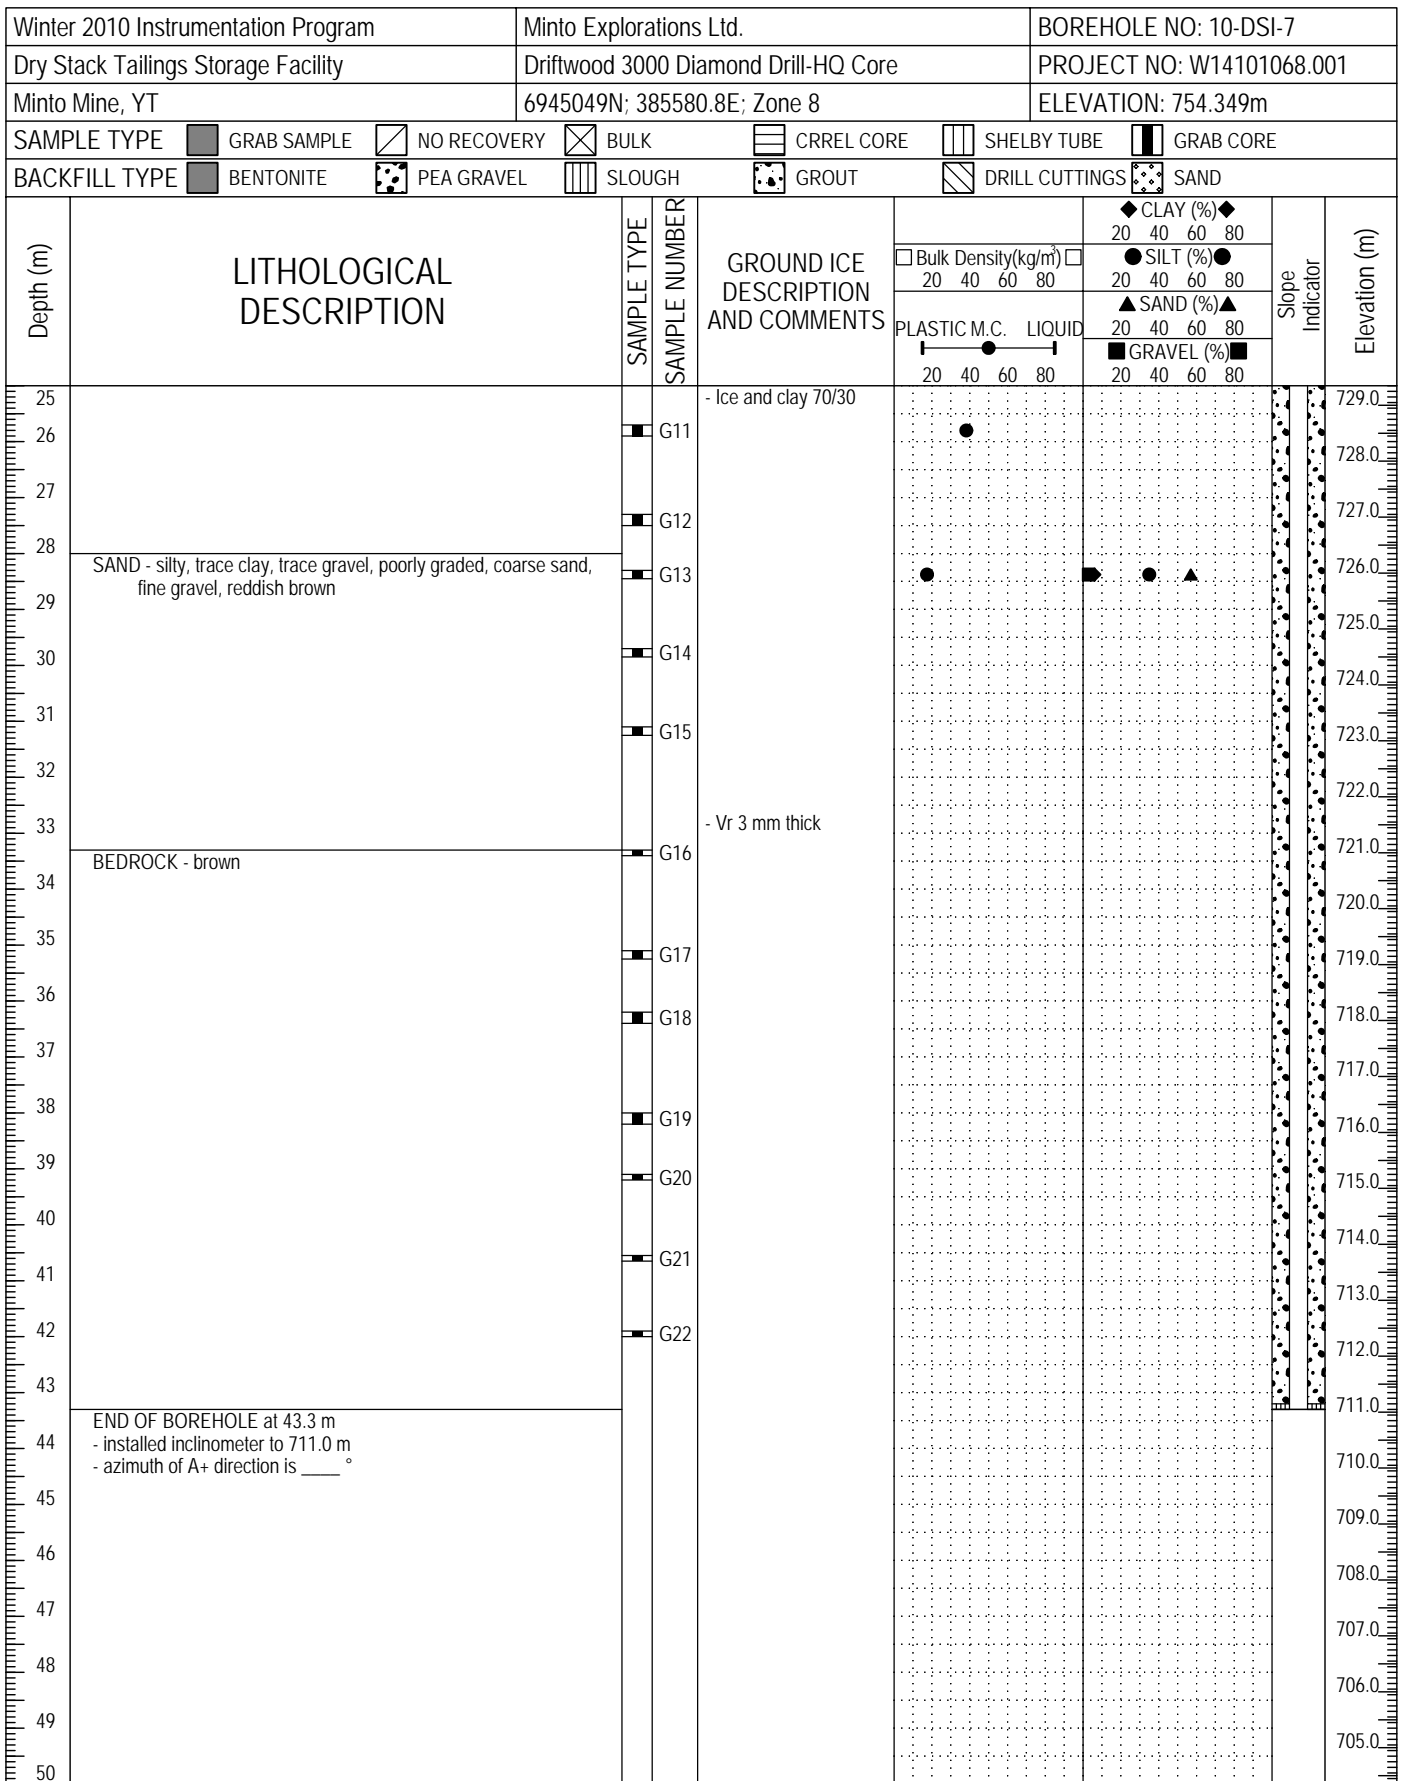 Winter 2010 Instrumentation Program Minto Explorations Ltd. BOREHOLE NO: 10-DSI-7
Dry Stack Tailings Storage Facility Driftwood 3000 Diamond Drill-HQ Core PROJECT NO: W14101068.001
Minto Mine, YT 6945049N; 385580.8E; Zone 8 ELEVATION: 754.349m
SAMPLE TYPE GRAB SAMPLE NO RECOVERY BULK CRREL CORE SHELBY TUBE GRAB CORE
BACKFILL TYPE BENTONITE PEA GRAVEL SLOUGH GROUT DRILL CUTTINGS SAND
Depth (m)
LITHOLOGICAL
DESCRIPTION
SAMPLE TYPE
SAMPLE NUMBER
GROUND ICE
DESCRIPTION
AND COMMENTS
Bulk Density(kg/m³)
20 40 60 80
PLASTIC M.C. LIQUID
20 40 60 80
CLAY (%)
20 40 60 80
SILT (%)
20 40 60 80
SAND (%)
20 40 60 80
GRAVEL (%)
20 40 60 80
Slope
Indicator
Elevation (m)
25 - Ice and clay 70/30 729.0
26 G11
728.0
27
G12 727.0
28
SAND - silty, trace clay, trace gravel, poorly graded, coarse sand, G13 726.0
fine gravel, reddish brown
29
725.0
30 G14
724.0
31
G15 723.0
32
722.0
33 - Vr 3 mm thick
G16 721.0
BEDROCK - brown
34
720.0
35
G17 719.0
36
G18 718.0
37
717.0
38
G19 716.0
39
G20 715.0
40
714.0
G21
41
713.0
42 G22
712.0
43
711.0
END OF BOREHOLE at 43.3 m
44 - installed inclinometer to 711.0 m
- azimuth of A+ direction is ____ ° 710.0
45
709.0
46
708.0
47
707.0
48
706.0
49
705.0
50